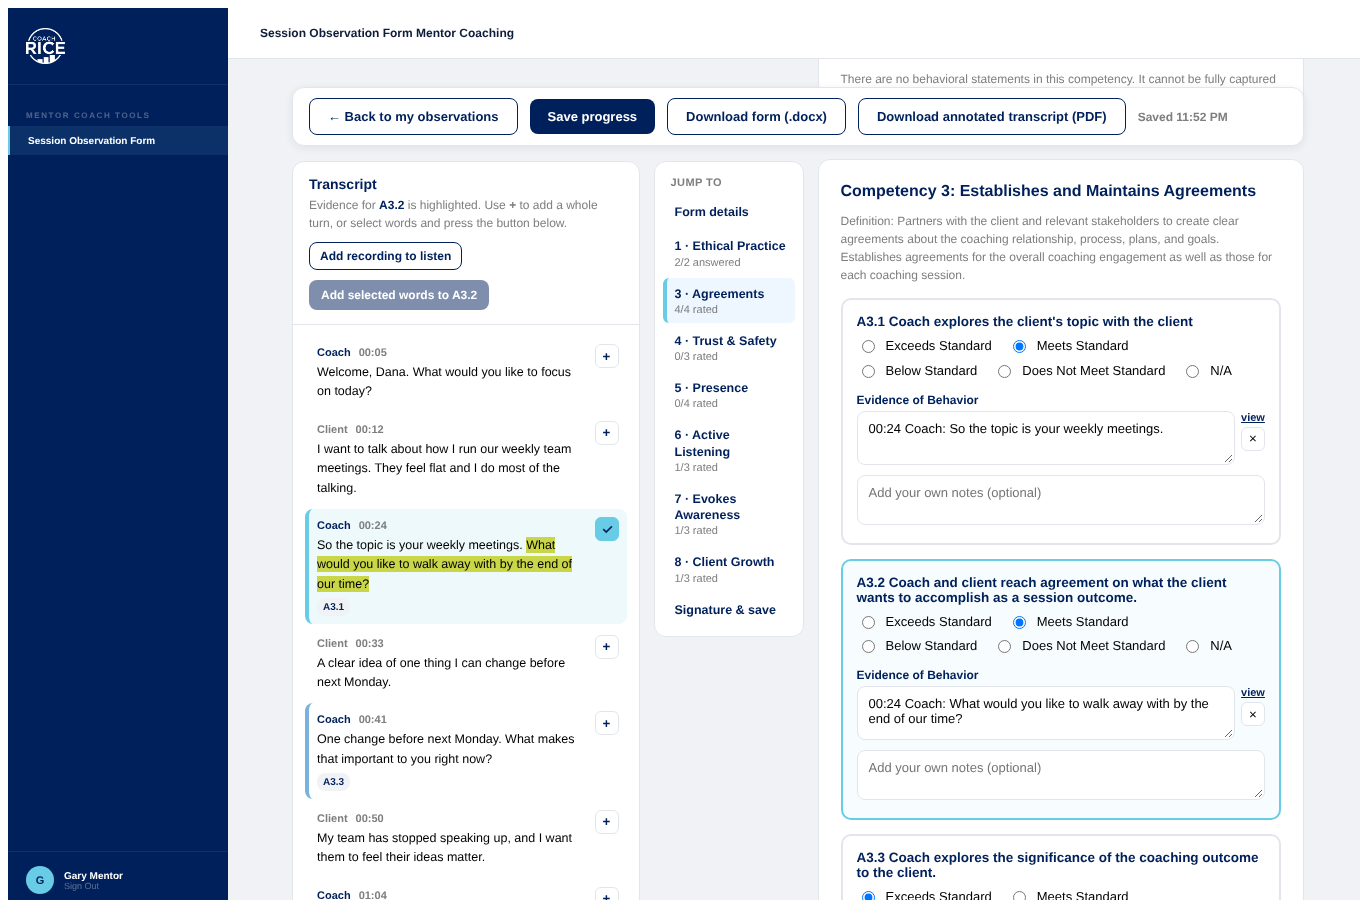 COACH
RICE
Session Observation Form Mentor Coaching
MENTOR COACH TOOLS
Session Observation Form
There are no behavioral statements in this competency. It cannot be fully captured
← Back to my observations
Save progress
Download form (.docx)
Download annotated transcript (PDF)
Saved 11:52 PM
Transcript
Evidence for A3.2 is highlighted. Use + to add a whole
turn, or select words and press the button below.
Add recording to listen
Add selected words to A3.2
Coach 00:05
+
Welcome, Dana. What would you like to focus
on today?
Client 00:12
+
I want to talk about how I run our weekly team
meetings. They feel flat and I do most of the
talking.
Coach 00:24
So the topic is your weekly meetings. What
would you like to walk away with by the end of
our time?
A3.1
Client 00:33
+
A clear idea of one thing I can change before
next Monday.
Coach 00:41
+
One change before next Monday. What makes
that important to you right now?
A3.3
Client 00:50
+
My team has stopped speaking up, and I want
them to feel their ideas matter.
Coach 01:04
+
JUMP TO
Form details
1 · Ethical Practice
2/2 answered
3 · Agreements
4/4 rated
4 · Trust & Safety
0/3 rated
5 · Presence
0/4 rated
6 · Active
Listening
1/3 rated
7 · Evokes
Awareness
1/3 rated
8 · Client Growth
1/3 rated
Signature & save
Competency 3: Establishes and Maintains Agreements
Definition: Partners with the client and relevant stakeholders to create clear
agreements about the coaching relationship, process, plans, and goals.
Establishes agreements for the overall coaching engagement as well as those for
each coaching session.
A3.1 Coach explores the client's topic with the client
Exceeds Standard
Meets Standard
Below Standard
Does Not Meet Standard
N/A
Evidence of Behavior
00:24 Coach: So the topic is your weekly meetings.
view
×
Add your own notes (optional)
A3.2 Coach and client reach agreement on what the client
wants to accomplish as a session outcome.
Exceeds Standard
Meets Standard
Below Standard
Does Not Meet Standard
N/A
Evidence of Behavior
00:24 Coach: What would you like to walk away with by the
end of our time?
view
×
Add your own notes (optional)
A3.3 Coach explores the significance of the coaching outcome
to the client.
Exceeds Standard
Meets Standard
G
Gary Mentor
Sign Out